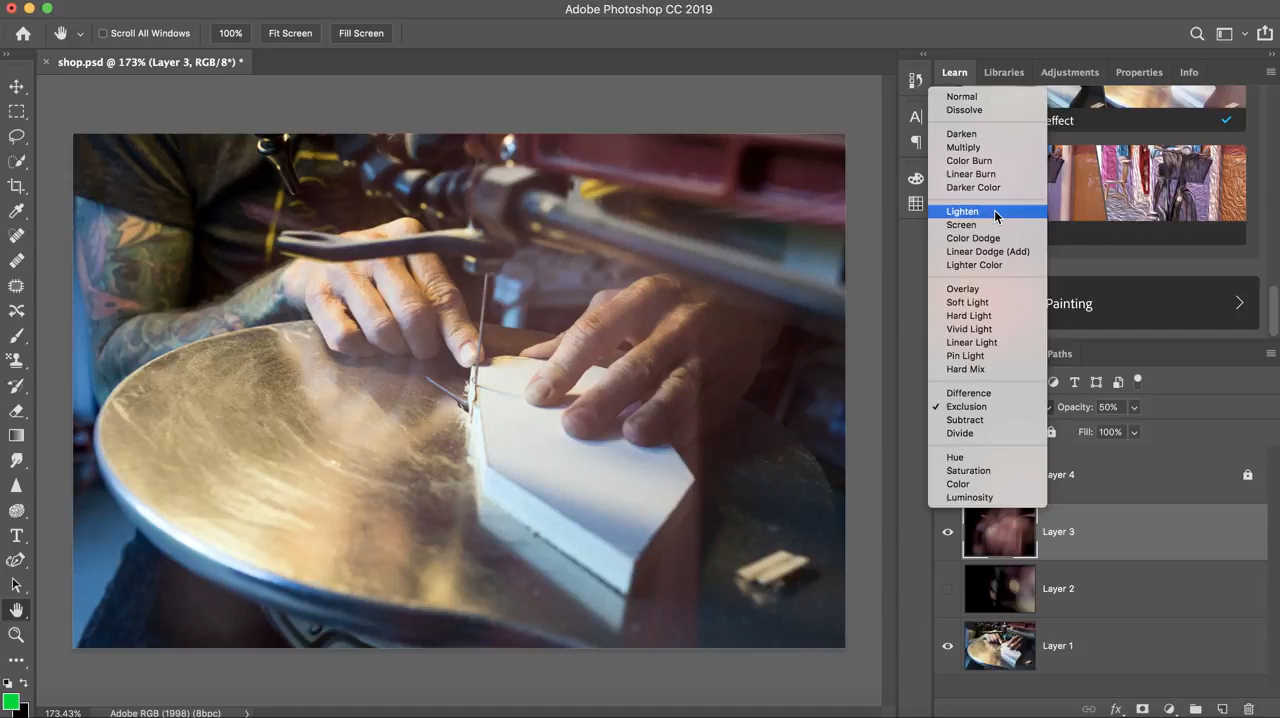 Adobe Photoshop CC 2019
Scroll All Windows
100%
Fit Screen
Fill Screen
shop.psd @ 173% (Layer 3, RGB/8*) *
Learn
Libraries
Adjustments
Properties
Info
Normal
Dissolve
Darken
Multiply
Color Burn
Linear Burn
Darker Color
Lighten
Screen
Color Dodge
Linear Dodge (Add)
Lighter Color
Overlay
Soft Light
Hard Light
Vivid Light
Linear Light
Pin Light
Hard Mix
Difference
Exclusion
Subtract
Divide
Hue
Saturation
Color
Luminosity
effect
Painting
Paths
Opacity: 50%
Fill: 100%
ayer 4
Layer 3
Layer 2
Layer 1
fx
173.43%
Adobe RGB (1998) (8bpc)